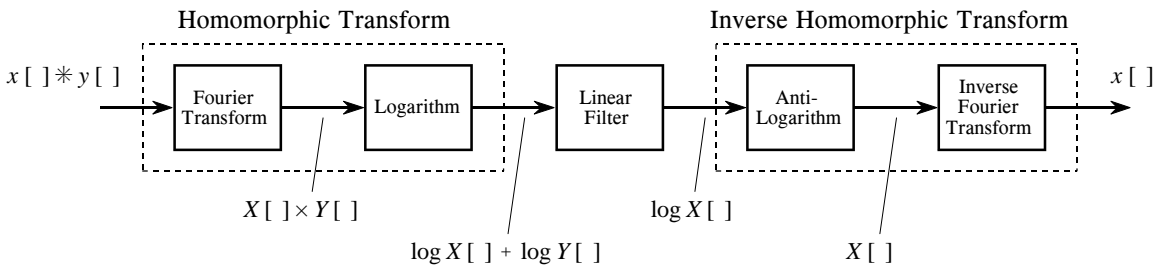 Homomorphic Transform
Inverse Homomorphic Transform
x [ ] ✳ y [ ]
x [ ]
Fourier
Transform
Logarithm
Linear
Filter
Anti-
Logarithm
Inverse
Fourier
Transform
X [ ] × Y [ ]
log X [ ]
log X [ ] + log Y [ ]
X [ ]